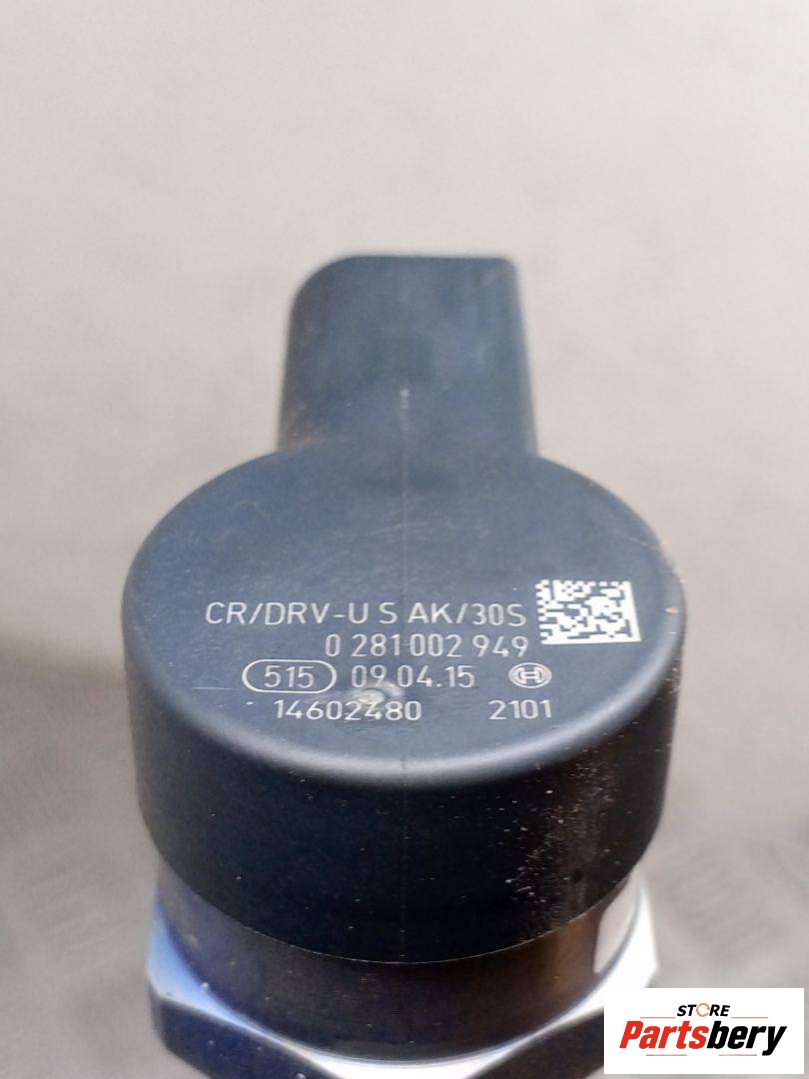 CR/DRV-U S AK/30S
0 281 002 949
515 09.04.15
14602480 2101
STORE
Partsbery